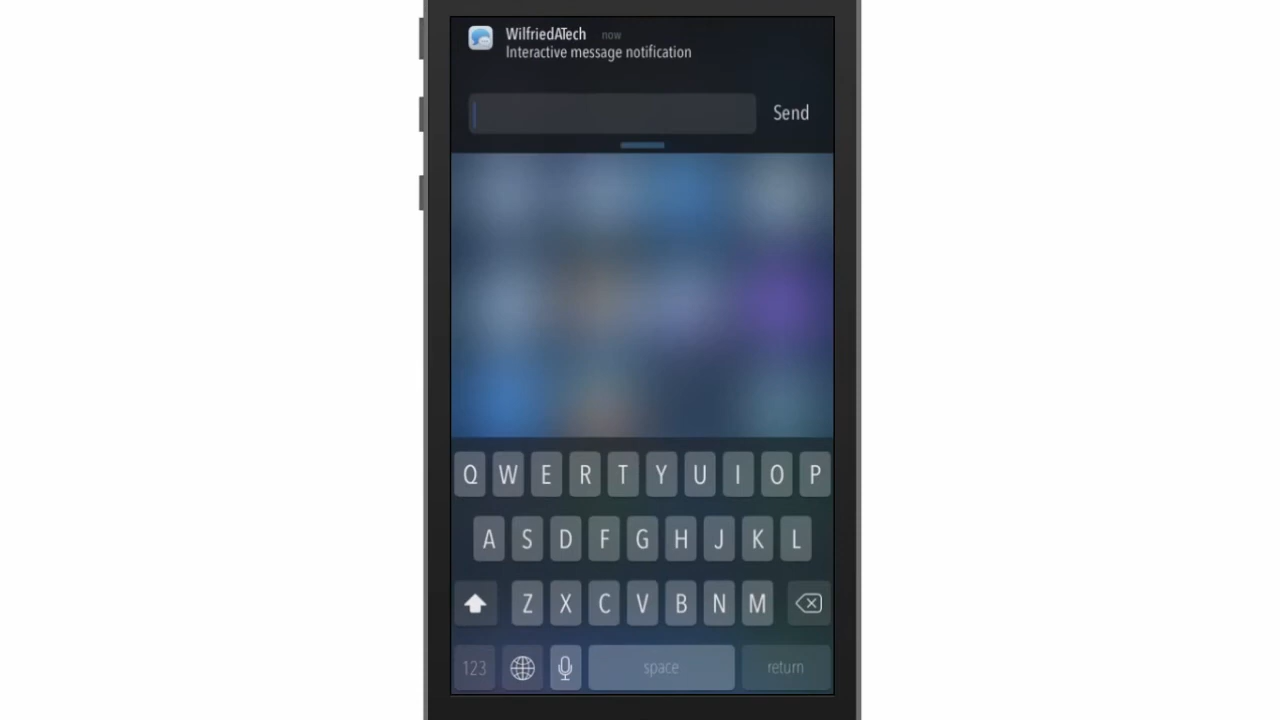 WilfriedATech now
Interactive message notification
Send
Q W E R T Y U I O P
A S D F G H J K L
Z X C V B N M
123 space return